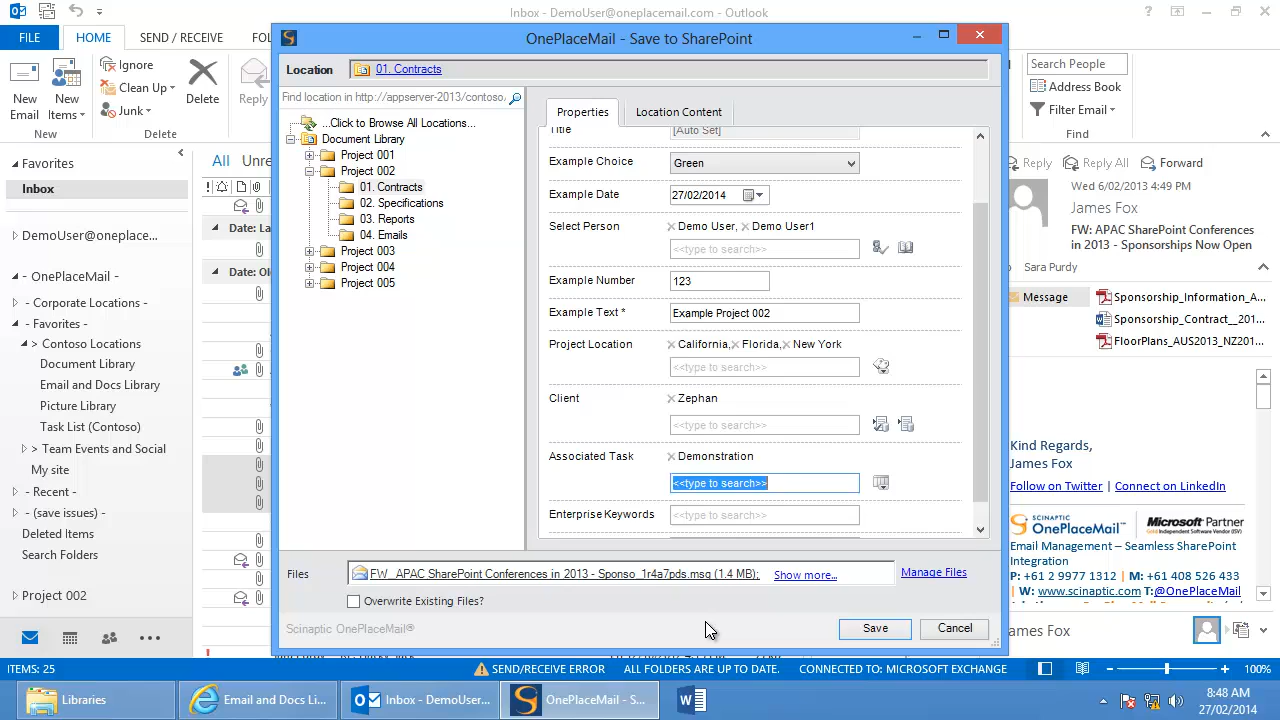 Inbox - DemoUser@oneplacemail.com - Outlook
FILE
HOME
SEND / RECEIVE
OnePlaceMail - Save to SharePoint
New Email
New Items
New
Ignore
Clean Up
Junk
Delete
Delete
Reply
Search People
Address Book
Filter Email
Find
Location
01. Contracts
Find location in http://appserver-2013/contoso/
...Click to Browse All Locations...
Document Library
Project 001
Project 002
01. Contracts
02. Specifications
03. Reports
04. Emails
Project 003
Project 004
Project 005
Properties
Location Content
Title
[Auto Set]
Example Choice
Green
Example Date
27/02/2014
Select Person
Demo User, Demo User1
<<type to search>>
Example Number
123
Example Text *
Example Project 002
Project Location
California, Florida, New York
<<type to search>>
Client
Zephan
<<type to search>>
Associated Task
Demonstration
<<type to search>>
Enterprise Keywords
<<type to search>>
Files
FW_ APAC SharePoint Conferences in 2013 - Sponso_1r4a7pds.msg (1.4 MB);
Show more...
Manage Files
Overwrite Existing Files?
Scinaptic OnePlaceMail®
Save
Cancel
Favorites
Inbox
DemoUser@oneplace...
- OnePlaceMail -
- Corporate Locations -
- Favorites -
> Contoso Locations
Document Library
Email and Docs Library
Picture Library
Task List (Contoso)
> Team Events and Social
My site
- Recent -
- (save issues) -
Deleted Items
Search Folders
Project 002
All
Date: La
Date: Ol
Reply
Reply All
Forward
Wed 6/02/2013 4:49 PM
James Fox
FW: APAC SharePoint Conferences
in 2013 - Sponsorships Now Open
Sara Purdy
Message
Sponsorship_Information_A...
Sponsorship_Contract__201...
FloorPlans_AUS2013_NZ201...
Kind Regards,
James Fox
Follow on Twitter | Connect on LinkedIn
SCINAPTIC
OnePlaceMail™
Microsoft Partner
Email Management – Seamless SharePoint
Integration
P: +61 2 9977 1312 | M: +61 408 526 433
| W: www.scinaptic.com T:@OnePlaceMail
ITEMS: 25
SEND/RECEIVE ERROR
ALL FOLDERS ARE UP TO DATE.
CONNECTED TO: MICROSOFT EXCHANGE
100%
Libraries
Email and Docs Li...
Inbox - DemoUser...
OnePlaceMail - S...
8:48 AM
27/02/2014